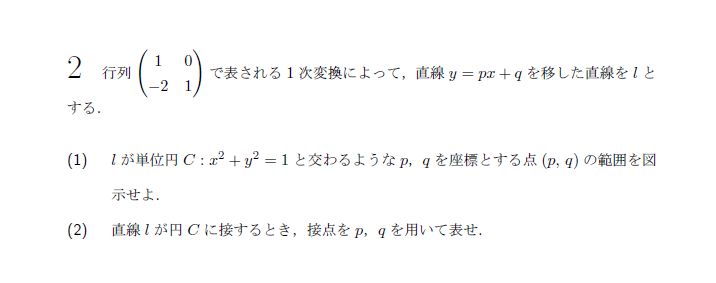 2 行列 $\begin{pmatrix} 1 & 0 \\ -2 & 1 \end{pmatrix}$ で表される 1 次変換によって，直線 $y = px + q$ を移した直線を $l$ と
する．
(1) $l$ が単位円 $C : x^2 + y^2 = 1$ と交わるような $p$，$q$ を座標とする点 $(p, q)$ の範囲を図
示せよ．
(2) 直線 $l$ が円 $C$ に接するとき，接点を $p$，$q$ を用いて表せ．